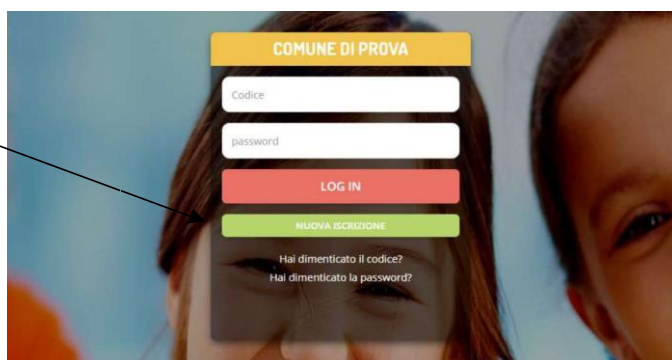 COMUNE DI PROVA
Codice
password
LOG IN
NUOVA ISCRIZIONE
Hai dimenticato il codice?
Hai dimenticato la password?